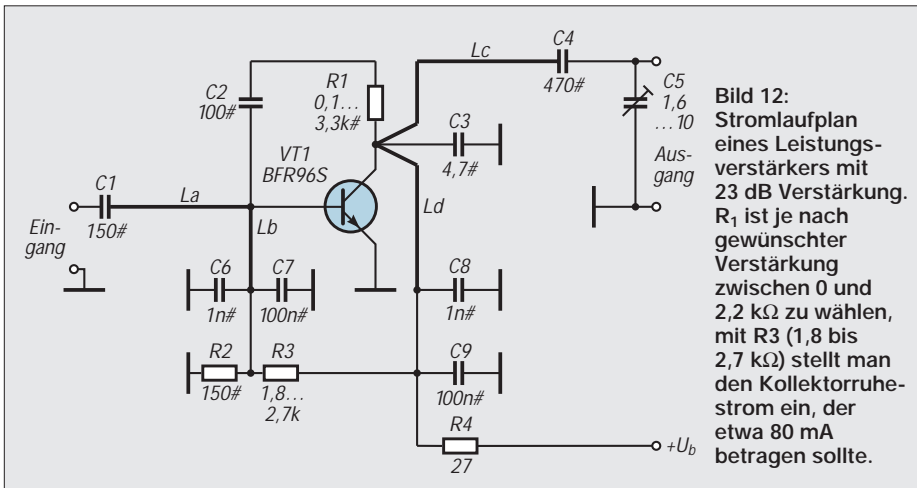 Lc
C4
470#
C2
100#
R1
0,1...
3,3k#
C5
1,6
...10
C3
4,7#
VT1
BFR96S
C1
150#
La
Ein-
gang
Lb
Ld
Aus-
gang
C6
1n#
C7
100n#
C8
1n#
R2
150#
R3
1,8...
2,7k
C9
100n#
R4
27
+Ub
Bild 12:
Stromlaufplan
eines Leistungs-
verstärkers mit
23 dB Verstärkung.
R1 ist je nach
gewünschter
Verstärkung
zwischen 0 und
2,2 kΩ zu wählen,
mit R3 (1,8 bis
2,7 kΩ) stellt man
den Kollektorruhe-
strom ein, der
etwa 80 mA
betragen sollte.